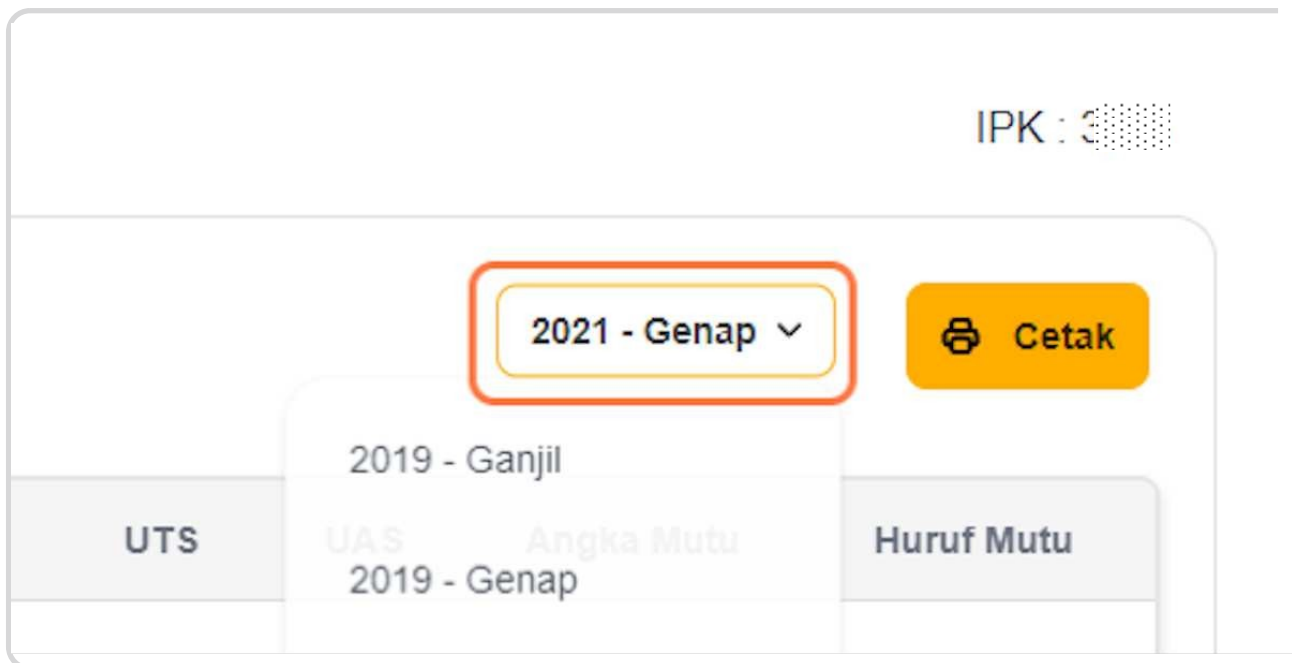 IPK : 3
2021 - Genap
Cetak
2019 - Ganjil
UTS
UAS
Angka Mutu
Huruf Mutu
2019 - Genap